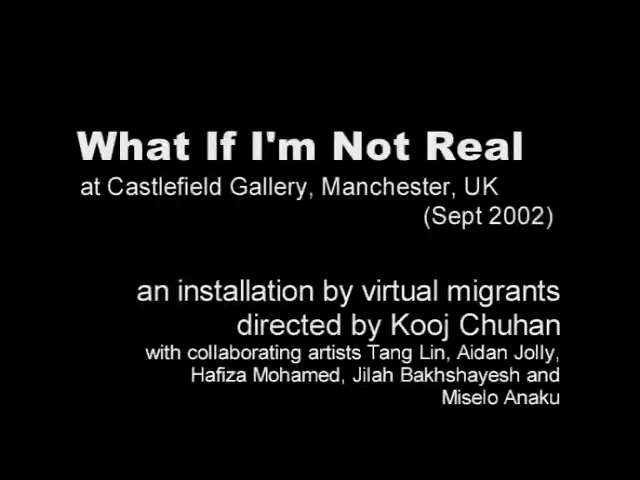 What If I'm Not Real
at Castlefield Gallery, Manchester, UK
(Sept 2002)
an installation by virtual migrants
directed by Kooj Chuhan
with collaborating artists Tang Lin, Aidan Jolly,
Hafiza Mohamed, Jilah Bakhshayesh and
Miselo Anaku